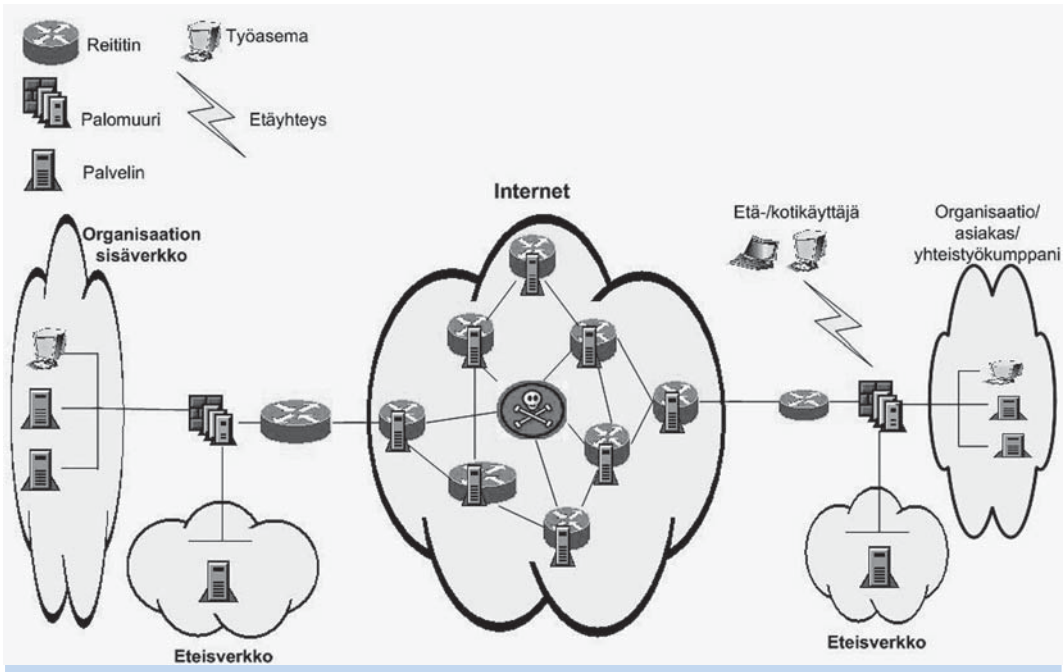 Reititin
Työasema
Palomuuri
Etäyhteys
Palvelin
Internet
Organisaation
sisäverkko
Etä-/kotikäyttäjä
Organisaatio/
asiakas/
yhteistyökumppani
Eteisverkko
Eteisverkko